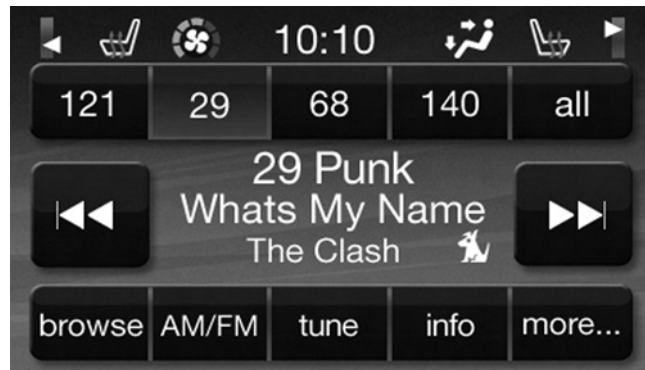 10:10
121 29 68 140 all
29 Punk
Whats My Name
The Clash
browse AM/FM tune info more...